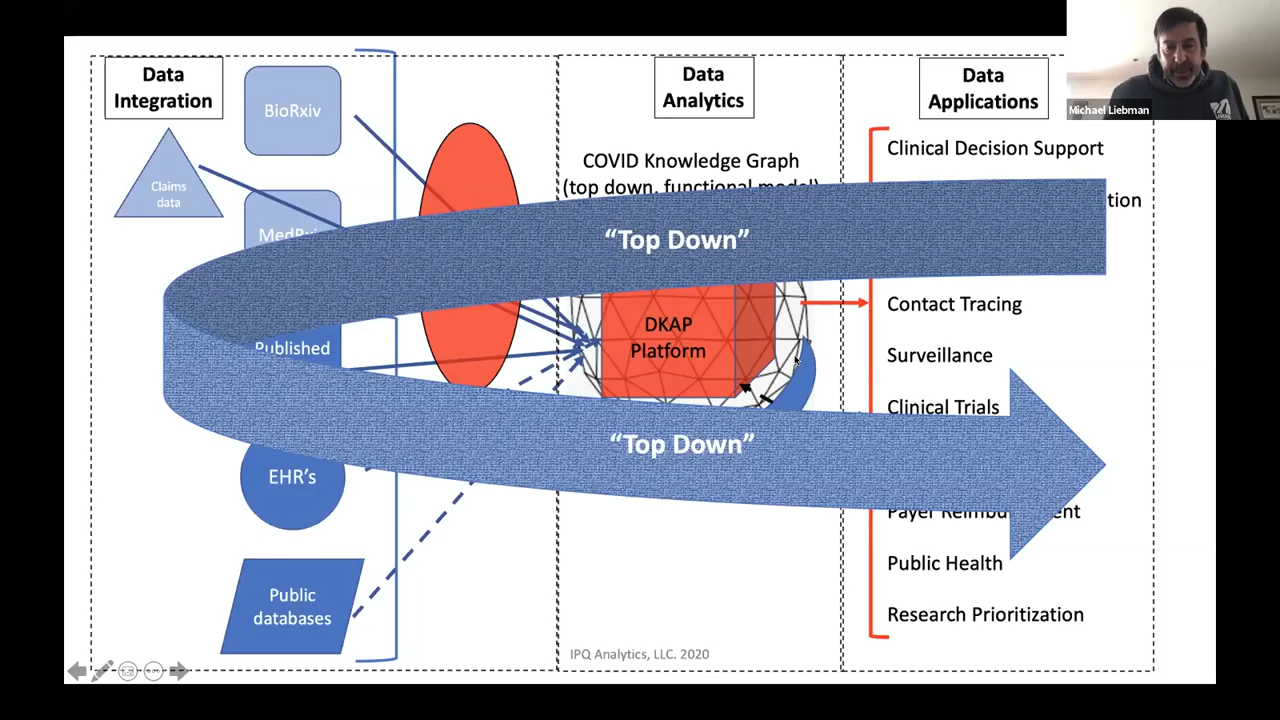 Data
Integration
BioRxiv
Claims
data
Published
EHR's
Public
databases
Data
Analytics
COVID Knowledge Graph
(top down, functional model)
"Top Down"
DKAP
Platform
"Top Down"
IPQ Analytics, LLC. 2020
Data
Applications
Michael Liebman
Clinical Decision Support
tion
Contact Tracing
Surveillance
Clinical Trials
Payer
Public Health
Research Prioritization